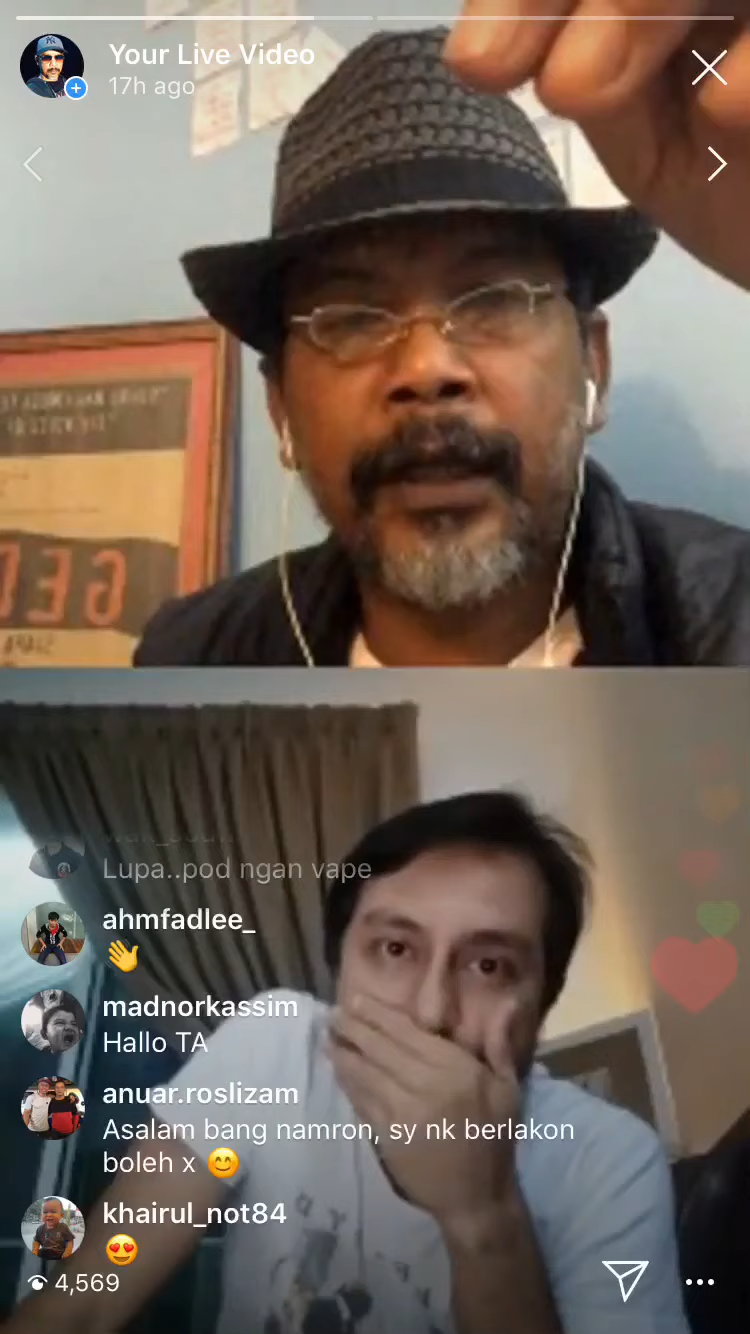 Your Live Video
17h ago
Lupa..pod ngan vape
ahmfadlee_
👋
madnorkassim
Hallo TA
anuar.roslizam
Asalam bang namron, sy nk berlakon
boleh x 😊
khairul_not84
😍
4,569